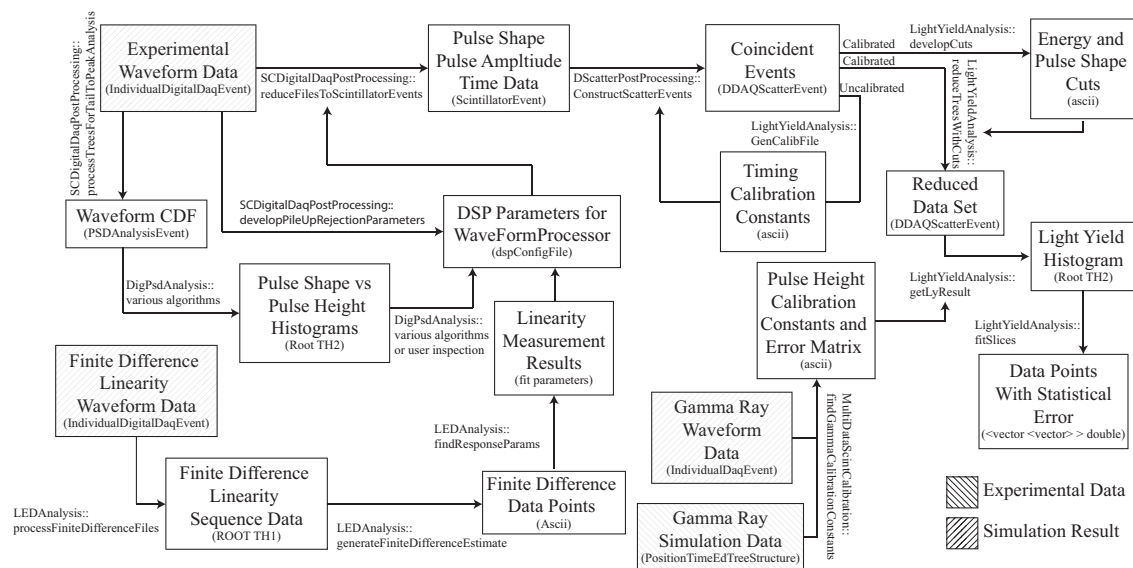 SCDigitalDaqPostProcessing::
processTreesForTailToPeakAnalysis
Experimental
Waveform Data
(IndividualDigitalDaqEvent)
SCDigitalDaqPostProcessing::
reduceFilesToScintillatorEvents
Pulse Shape
Pulse Ampltiude
Time Data
(ScintillatorEvent)
DScatterPostProcessing::
ConstructScatterEvents
Coincident
Events
(DDAQScatterEvent)
Calibrated
Calibrated
Uncalibrated
LightYieldAnalysis::
developCuts
Energy and
Pulse Shape
Cuts
(ascii)
LightYieldAnalysis::
reduceTreesWithCuts
LightYieldAnalysis::
GenCalibFile
Timing
Calibration
Constants
(ascii)
Waveform CDF
(PSDAnalysisEvent)
SCDigitalDaqPostProcessing::
developPileUpRejectionParameters
DSP Parameters for
WaveFormProcessor
(dspConfigFile)
Reduced
Data Set
(DDAQScatterEvent)
Light Yield
Histogram
(Root TH2)
DigPsdAnalysis::
various algorithms
Pulse Shape vs
Pulse Height
Histograms
(Root TH2)
DigPsdAnalysis::
various algorithms
or user inspection
Linearity
Measurement
Results
(fit parameters)
Pulse Height
Calibration
Constants and
Error Matrix
(ascii)
LightYieldAnalysis::
getLyResult
LightYieldAnalysis::
fitSlices
Data Points
With Statistical
Error
(<vector <vector> > double)
Finite Difference
Linearity
Waveform Data
(IndividualDigitalDaqEvent)
LEDAnalysis::
findResponseParams
Gamma Ray
Waveform
Data
(IndividualDaqEvent)
MultiDataScintCalibration::
findGammaCalibrationConstants
LEDAnalysis::
processFiniteDifferenceFiles
Finite Difference
Linearity
Sequence Data
(ROOT TH1)
LEDAnalysis::
generateFiniteDifferenceEstimate
Finite Difference
Data Points
(Ascii)
Gamma Ray
Simulation Data
(PositionTimeEdTreeStructure)
Experimental Data
Simulation Result